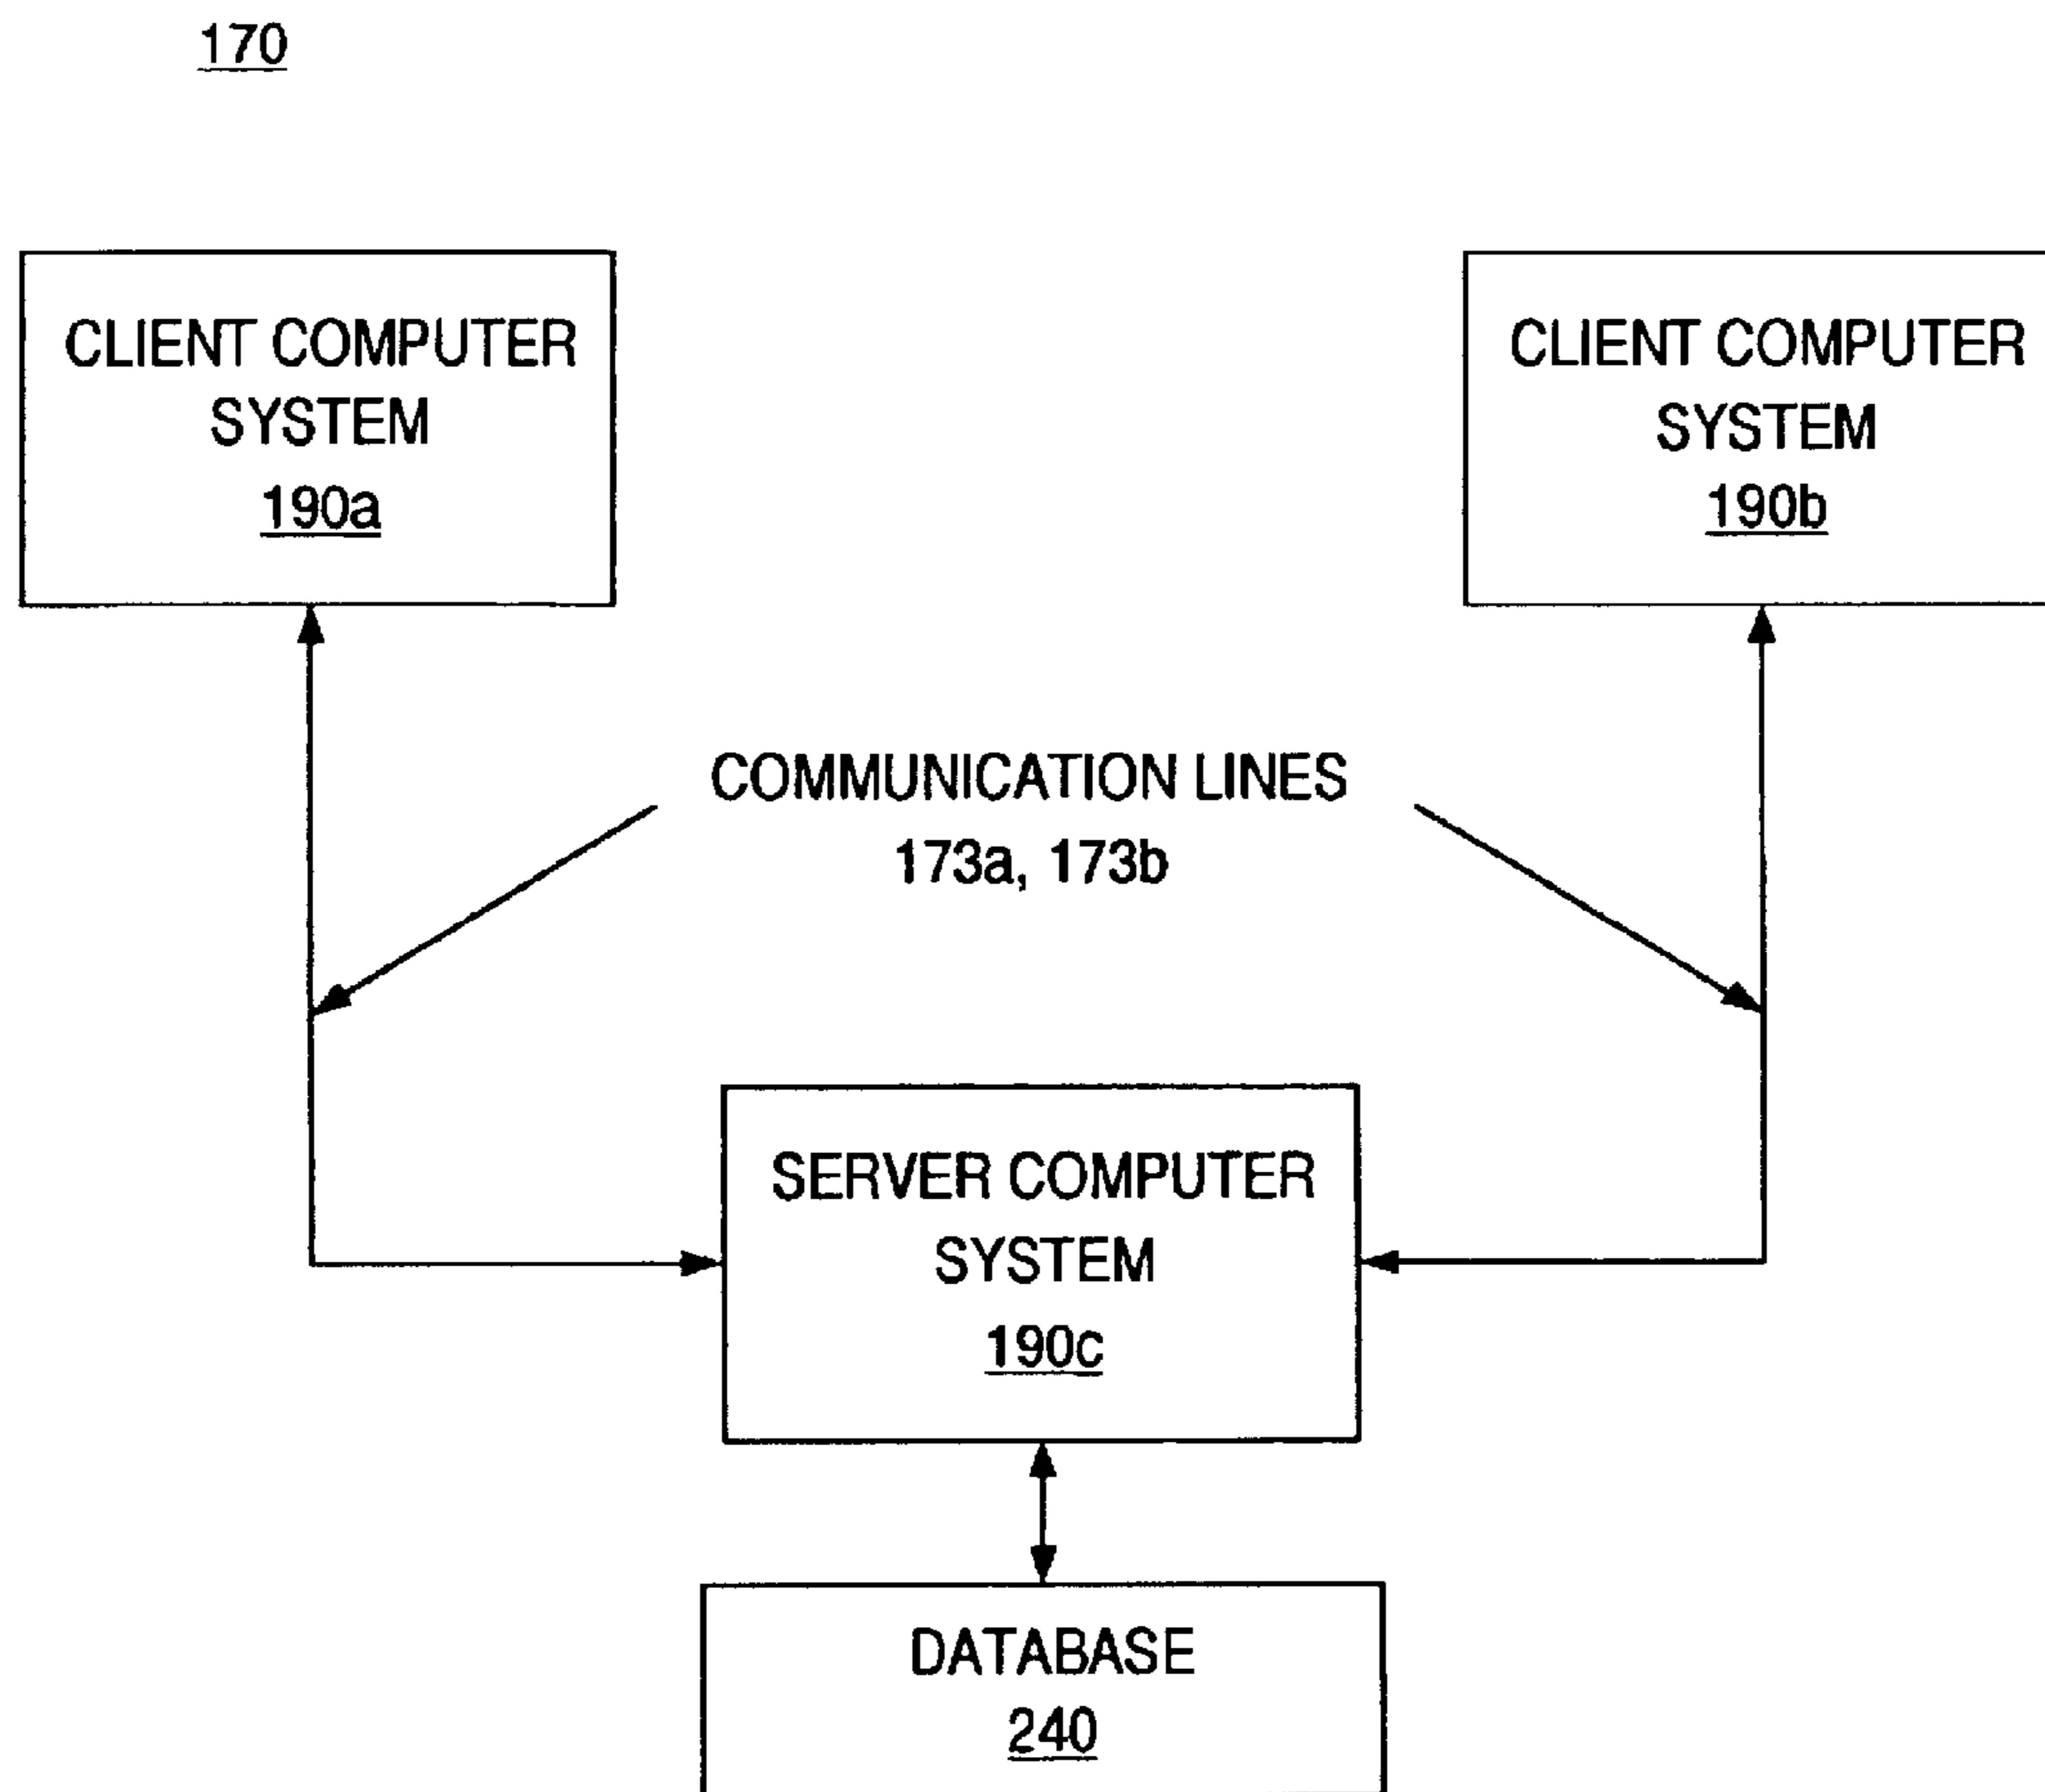 170
CLIENT COMPUTER
SYSTEM
190a
CLIENT COMPUTER
SYSTEM
190b
COMMUNICATION LINES
173a, 173b
SERVER COMPUTER
SYSTEM
190c
DATABASE
240